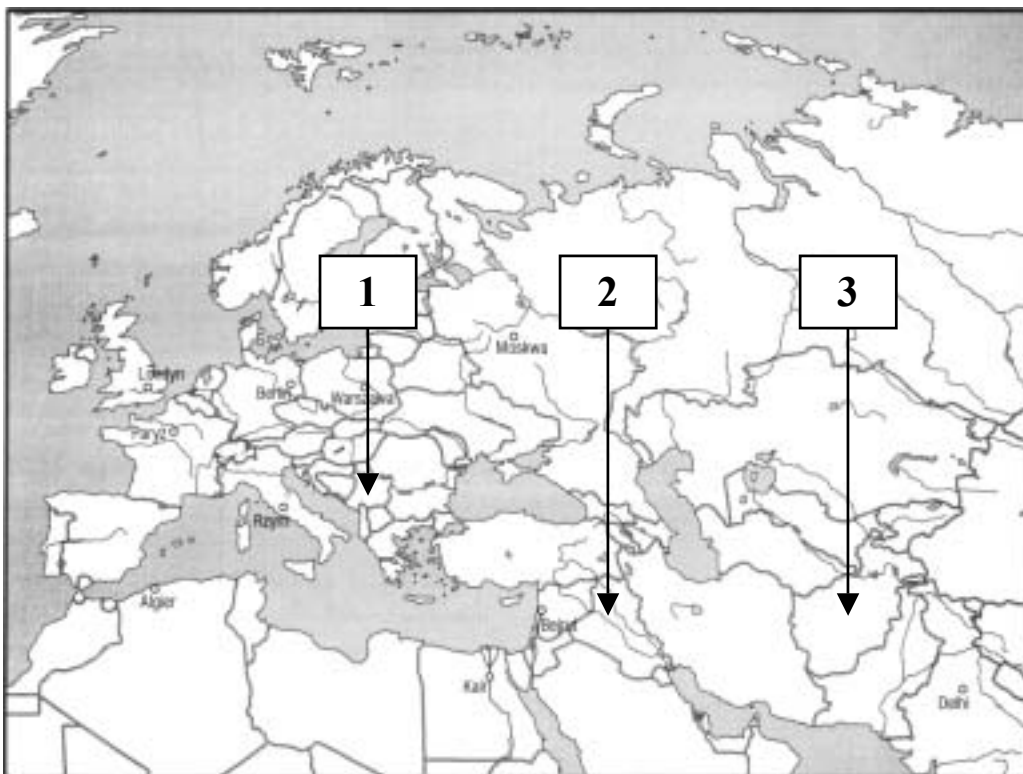 1
2
3
Moskwa
Londyn
Berlin
Warszawa
Paryż
Rzym
Algier
Bejrut
Kair
Delhi